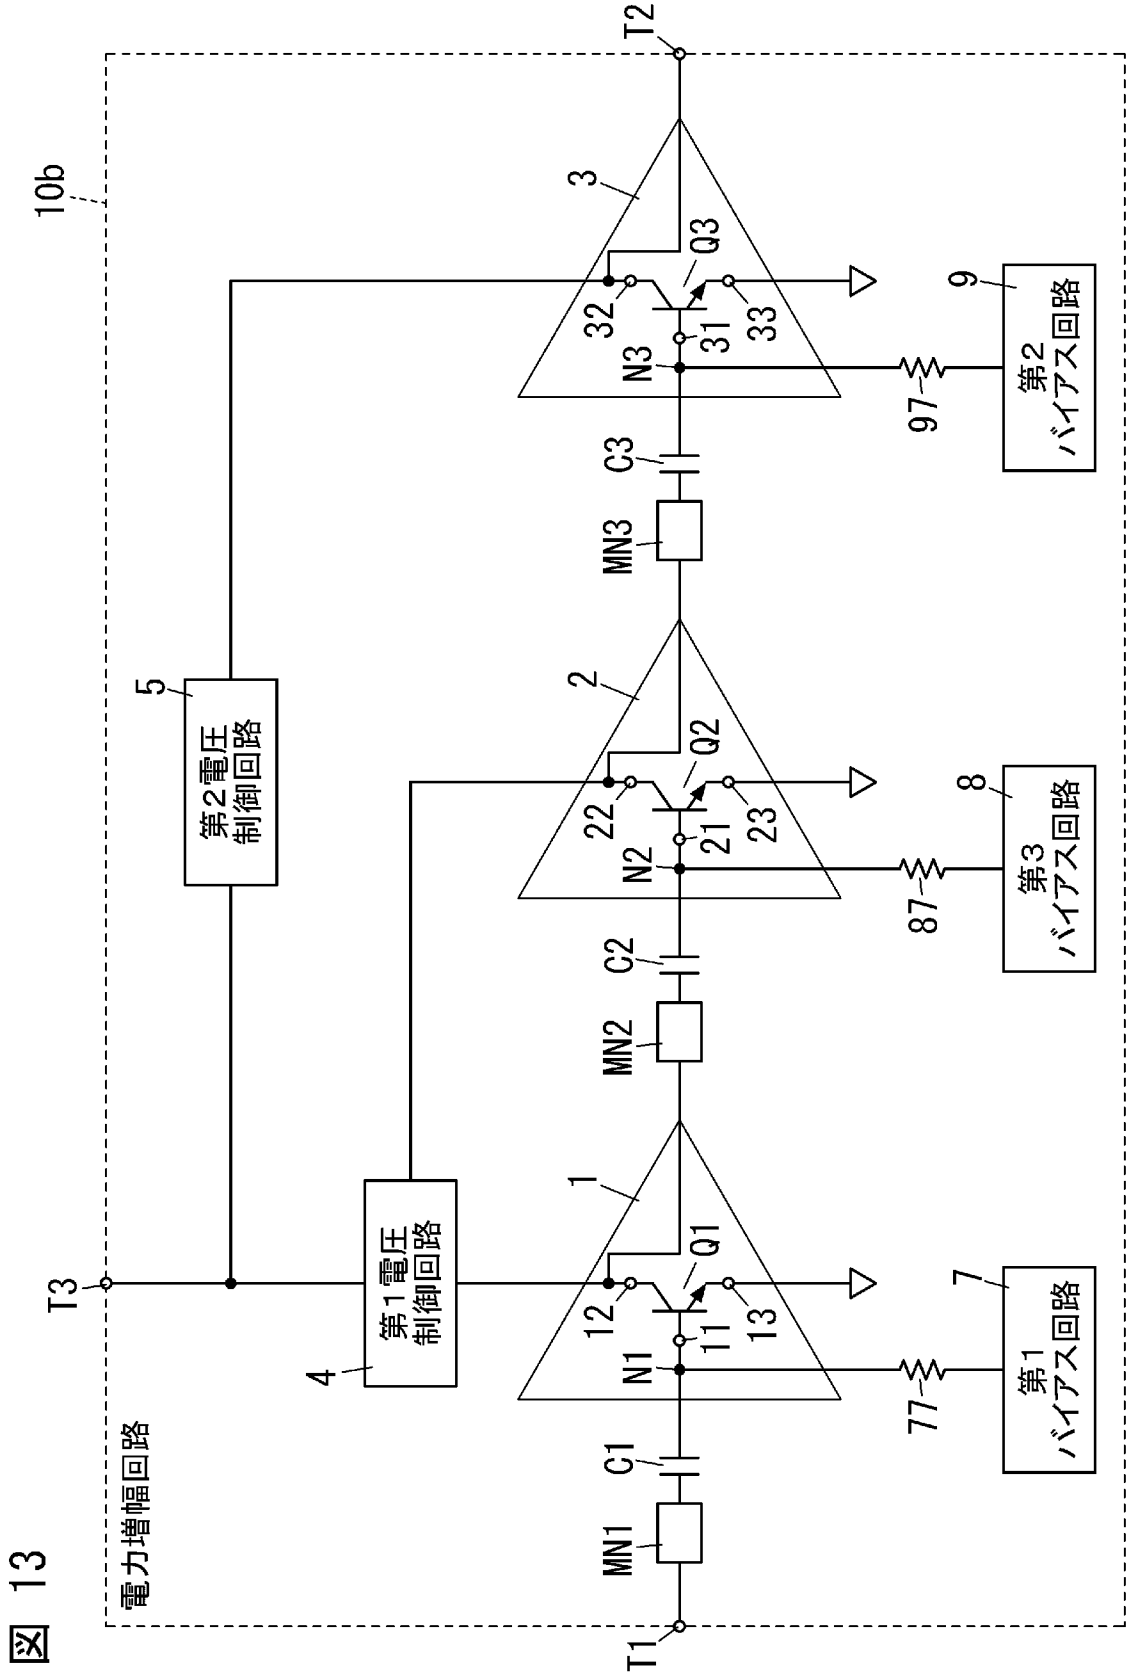 図 13
電力増幅回路
10b
T3
5
第2電圧
制御回路
4
第1電圧
制御回路
1
2
3
12
22
32
Q1
Q2
Q3
T1
MN1
C1
N1
11
13
MN2
C2
N2
21
23
MN3
C3
N3
31
33
T2
77
87
97
7
第1
バイアス回路
8
第3
バイアス回路
9
第2
バイアス回路